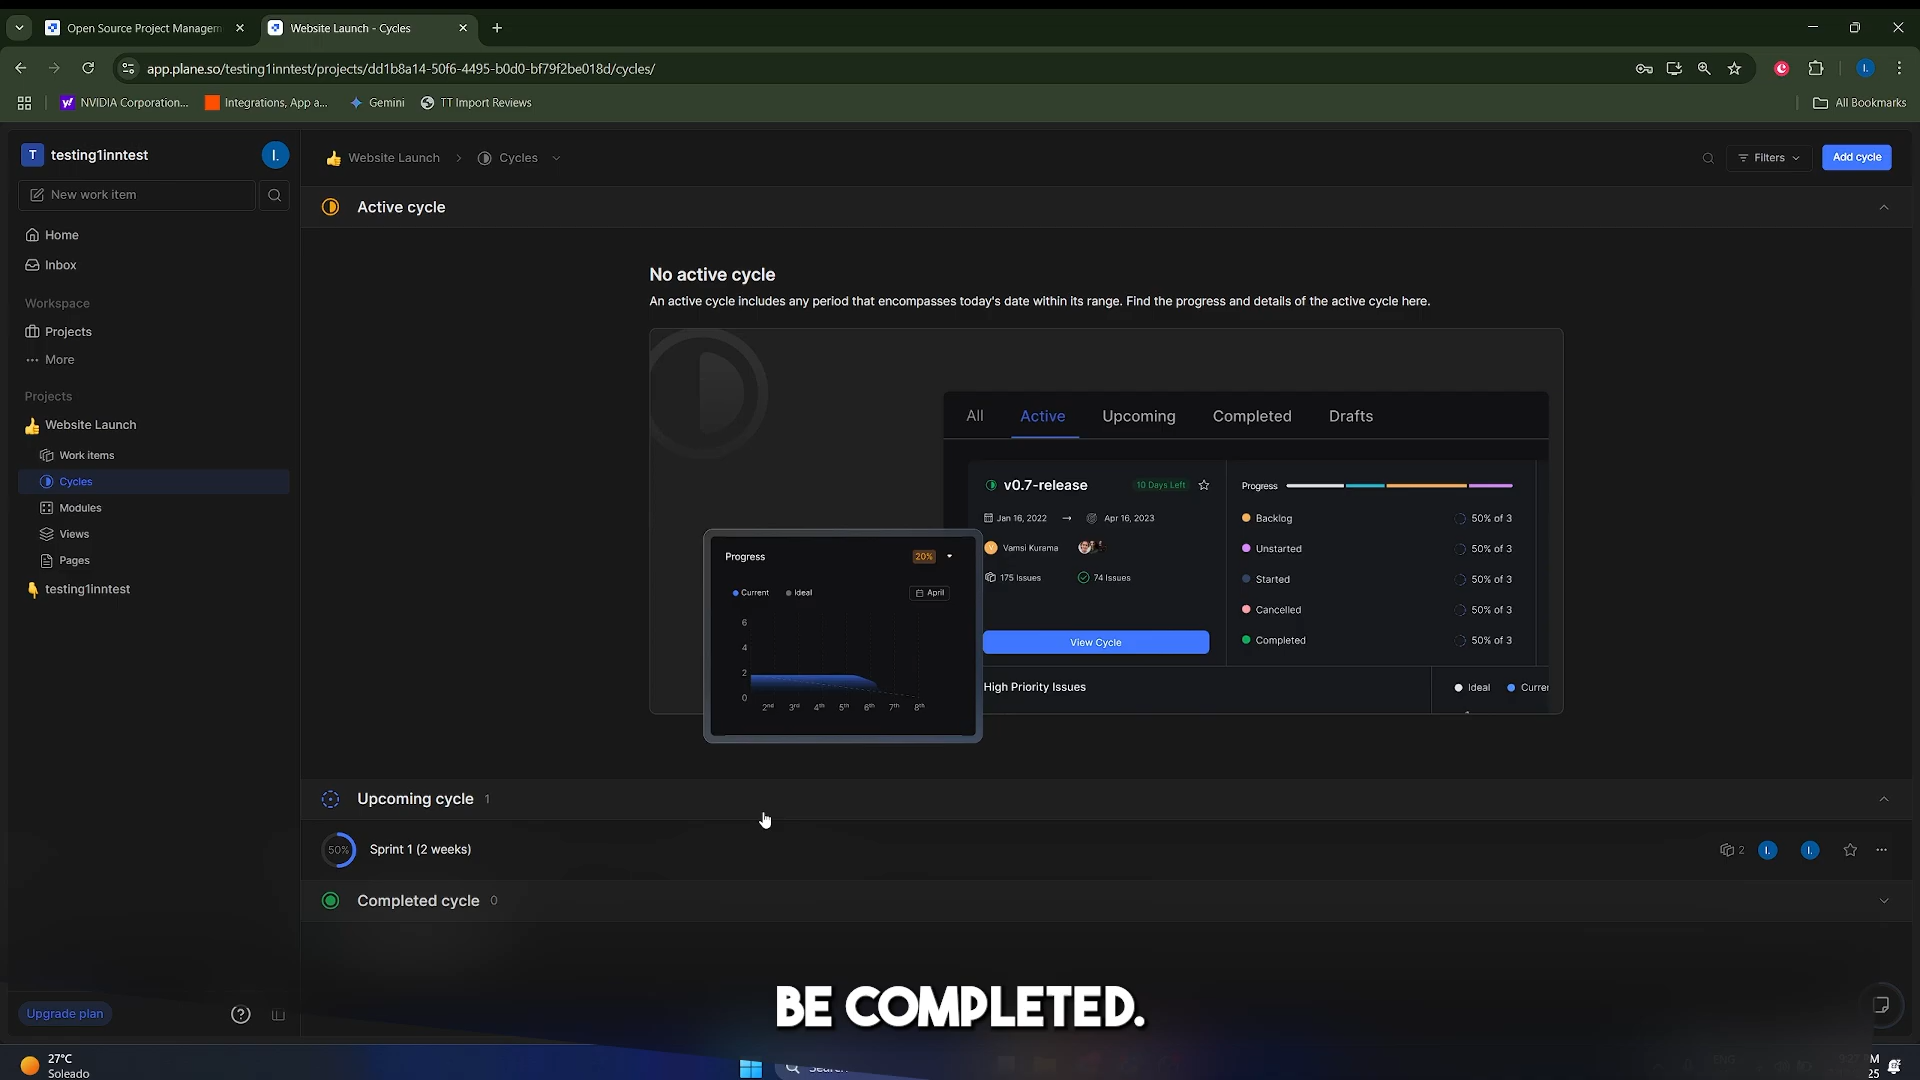 Open Source Project Managem
Website Launch - Cycles
app.plane.so/testing1inntest/projects/dd1b8a14-50f6-4495-b0d0-bf79f2be018d/cycles/
NVIDIA Corporation...
Integrations, App a...
Gemini
TT Import Reviews
All Bookmarks
T testing1inntest
I.
Website Launch > Cycles
Filters
Add cycle
New work item
Active cycle
Home
Inbox
Workspace
Projects
More
Projects
Website Launch
Work items
Cycles
Modules
Views
Pages
testing1inntest
No active cycle
An active cycle includes any period that encompasses today's date within its range. Find the progress and details of the active cycle here.
All Active Upcoming Completed Drafts
v0.7-release 10 Days Left
Jan 16, 2022 → Apr 16, 2023
V Vamsi Kurama
175 Issues 74 Issues
View Cycle
Progress
Backlog 50% of 3
Unstarted 50% of 3
Started 50% of 3
Cancelled 50% of 3
Completed 50% of 3
High Priority Issues
Ideal Curre
Progress 20%
Current Ideal April
6
4
2
0
2nd 3rd 4th 5th 6th 7th 8th
Upcoming cycle 1
50% Sprint 1 (2 weeks)
2 I. I.
Completed cycle 0
BE COMPLETED.
Upgrade plan
27°C
Soleado